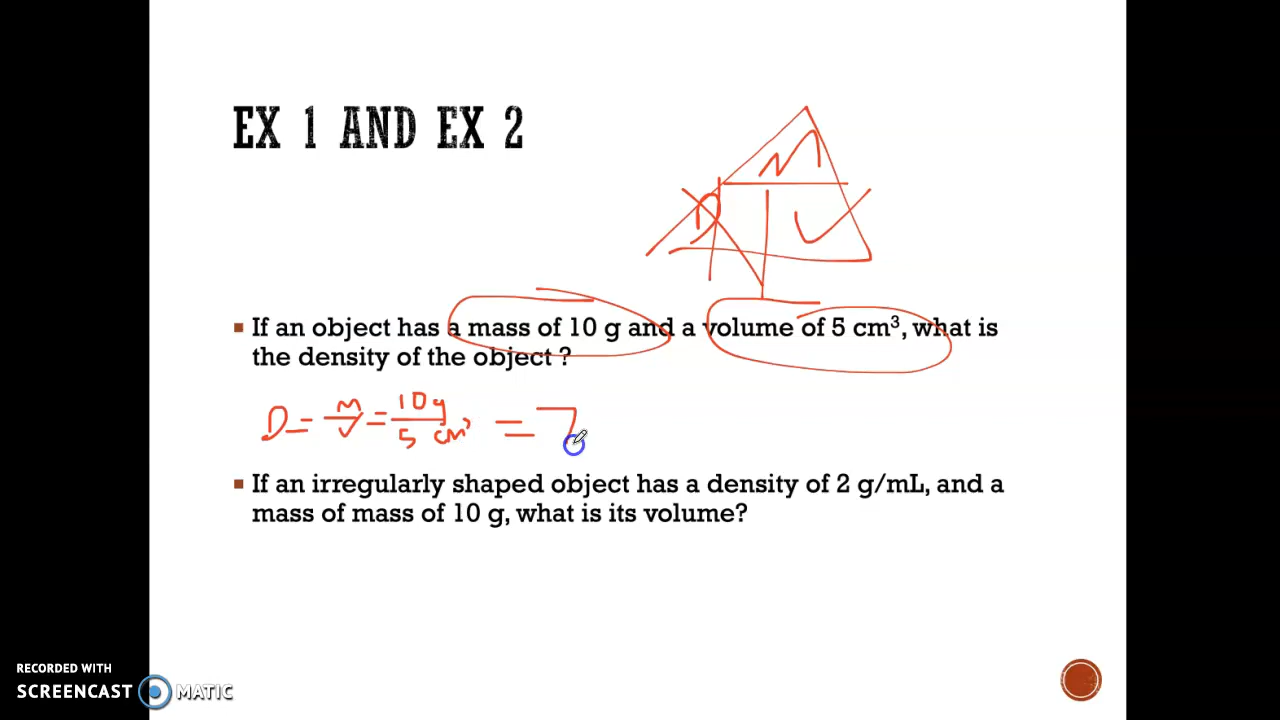 EX 1 AND EX 2
M
D V
If an object has a mass of 10 g and a volume of 5 cm³, what is
the density of the object ?
D = M/V = 10g/5 cm³ =
If an irregularly shaped object has a density of 2 g/mL, and a
mass of mass of 10 g, what is its volume?
RECORDED WITH
SCREENCAST MATIC